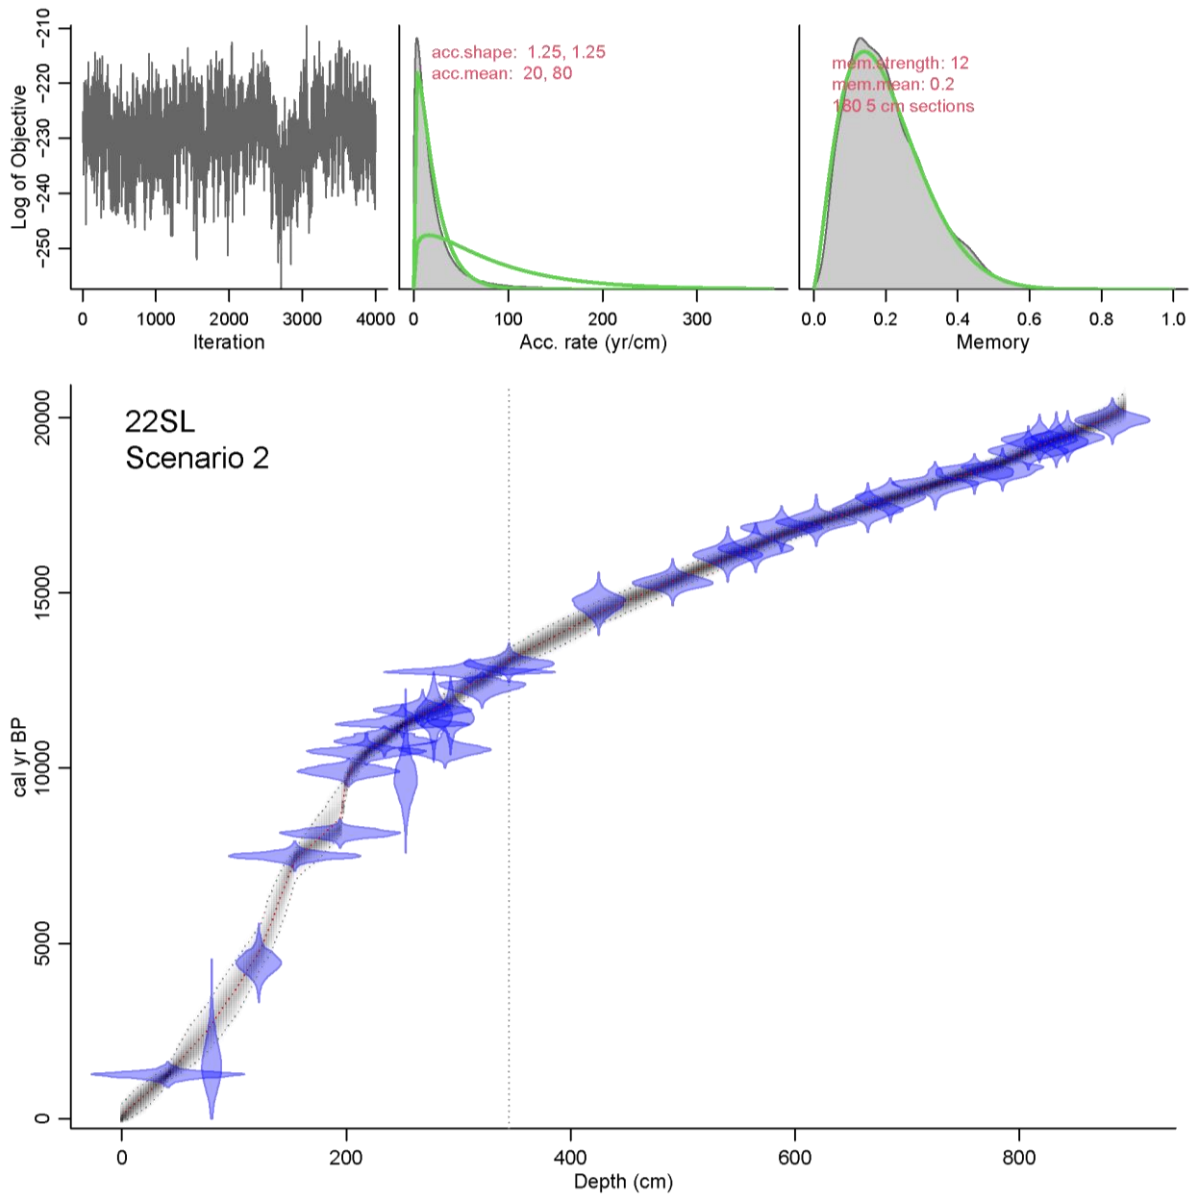 -210
-220
-230
-240
-250
Log of Objective
0 1000 2000 3000 4000
Iteration
acc.shape: 1.25, 1.25
acc.mean: 20, 80
0 100 200 300
Acc. rate (yr/cm)
mem.strength: 12
mem.mean: 0.2
180 5 cm sections
0.0 0.2 0.4 0.6 0.8 1.0
Memory
22SL
Scenario 2
20000
15000
10000
5000
0
cal yr BP
0 200 400 600 800
Depth (cm)